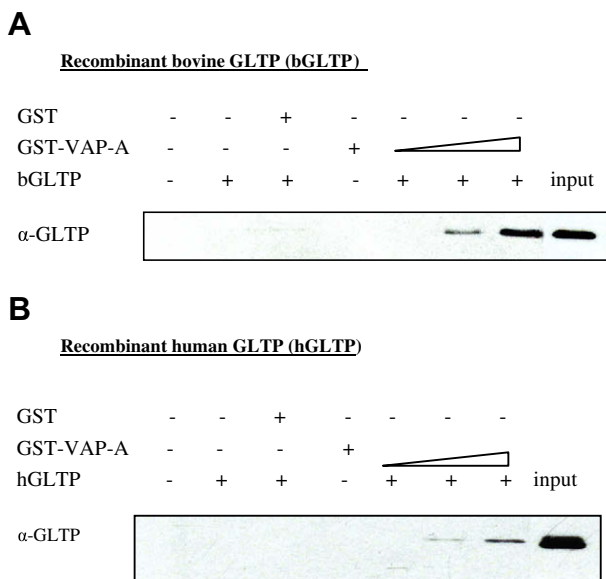 A
Recombinant bovine GLTP (bGLTP)
GST - - + - - - -
GST-VAP-A - - - +
bGLTP - + + - + + + input
α-GLTP
B
Recombinant human GLTP (hGLTP)
GST - - + - - - -
GST-VAP-A - - - +
hGLTP - + + - + + + input
α-GLTP